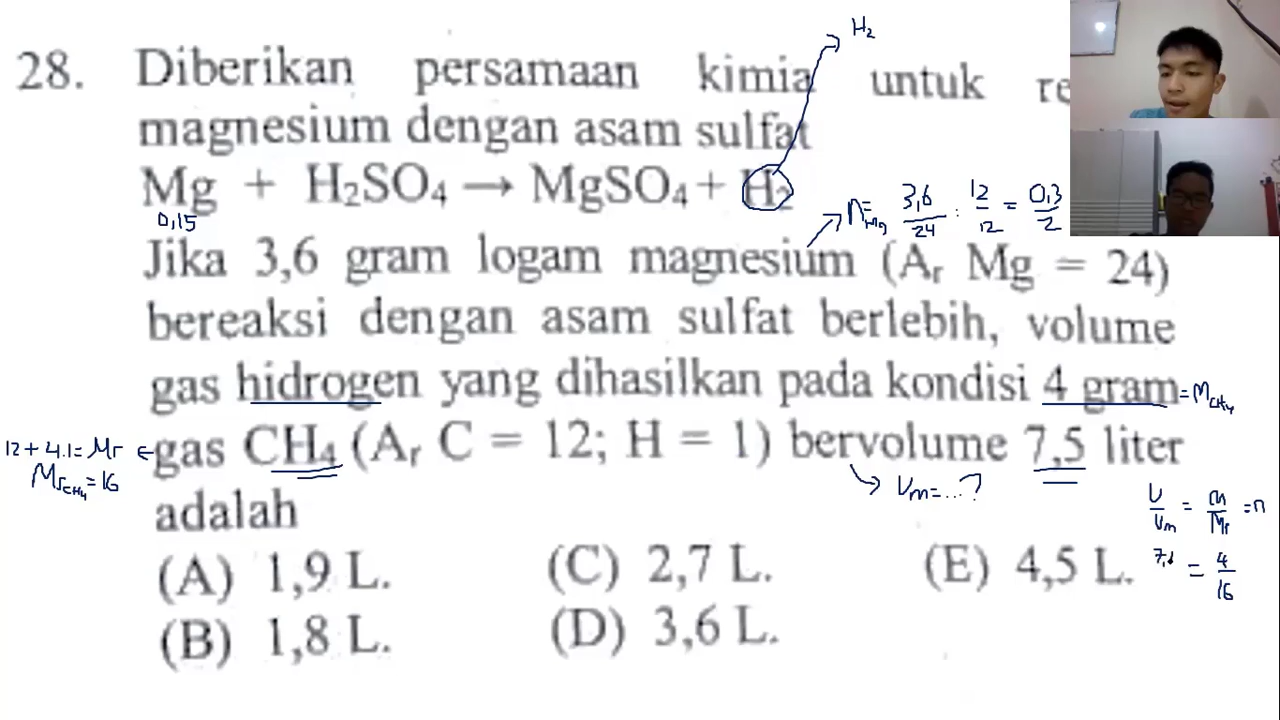 H₂
28. Diberikan persamaan kimia untuk re
magnesium dengan asam sulfat
Mg + H₂SO₄ → MgSO₄ + H₂
0,15
n Mg = 3,6/24 : 12/12 = 0,3/2
Jika 3,6 gram logam magnesium (Ar Mg = 24)
bereaksi dengan asam sulfat berlebih, volume
gas hidrogen yang dihasilkan pada kondisi 4 gram = mCH₄
12 + 4.1 = Mr ← gas CH₄ (Ar C = 12; H = 1) bervolume 7,5 liter
MrCH₄ = 16
Vm = ...?
adalah
V/Vm = m/Mr = n
= 4/16
(A) 1,9 L. (C) 2,7 L. (E) 4,5 L.
(B) 1,8 L. (D) 3,6 L.